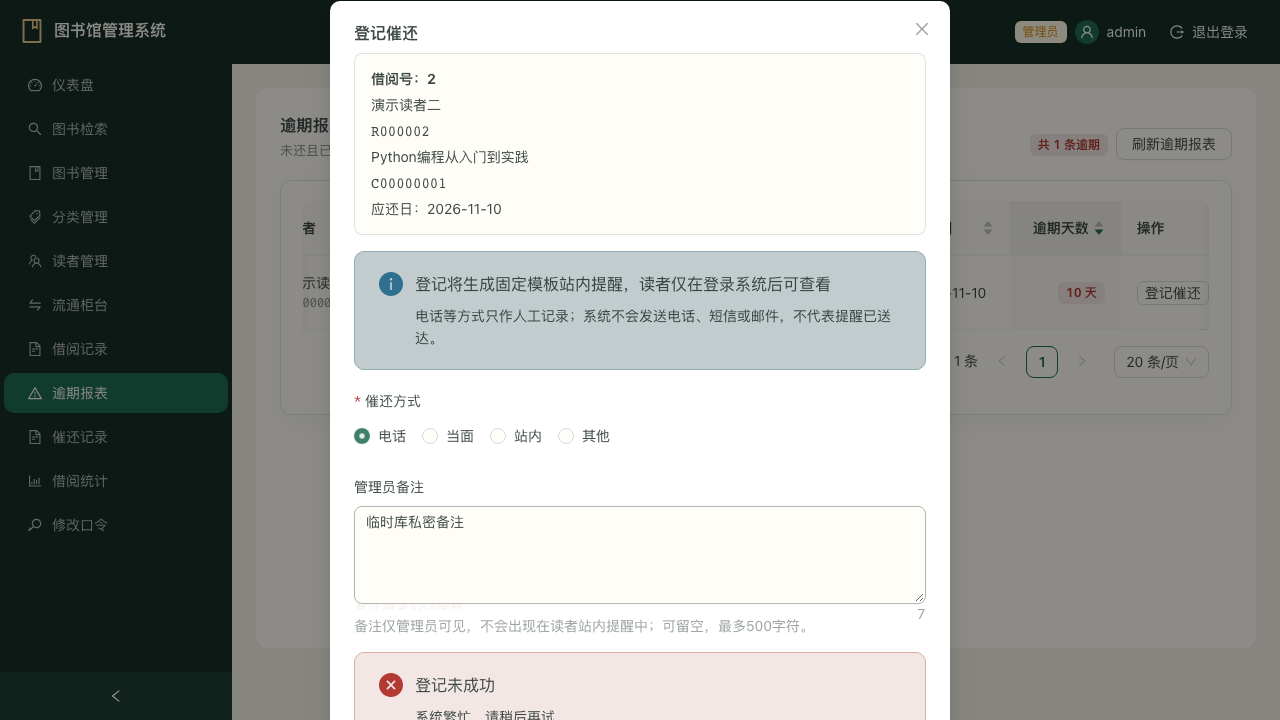 图书馆管理系统
管理员
admin
退出登录
仪表盘
图书检索
图书管理
分类管理
读者管理
流通柜台
借阅记录
逾期报表
催还记录
借阅统计
修改口令
逾期报
未还且已
共 1 条逾期
刷新逾期报表
者
逾期天数
操作
示读
0000
-11-10
10 天
登记催还
1 条
1
20 条/页
登记催还
借阅号：2
演示读者二
R000002
Python编程从入门到实践
C00000001
应还日：2026-11-10
登记将生成固定模板站内提醒，读者仅在登录系统后可查看
电话等方式只作人工记录；系统不会发送电话、短信或邮件，不代表提醒已送
达。
* 催还方式
电话
当面
站内
其他
管理员备注
临时库私密备注
7
备注仅管理员可见，不会出现在读者站内提醒中；可留空，最多500字符。
登记未成功
系统繁忙，请稍后再试